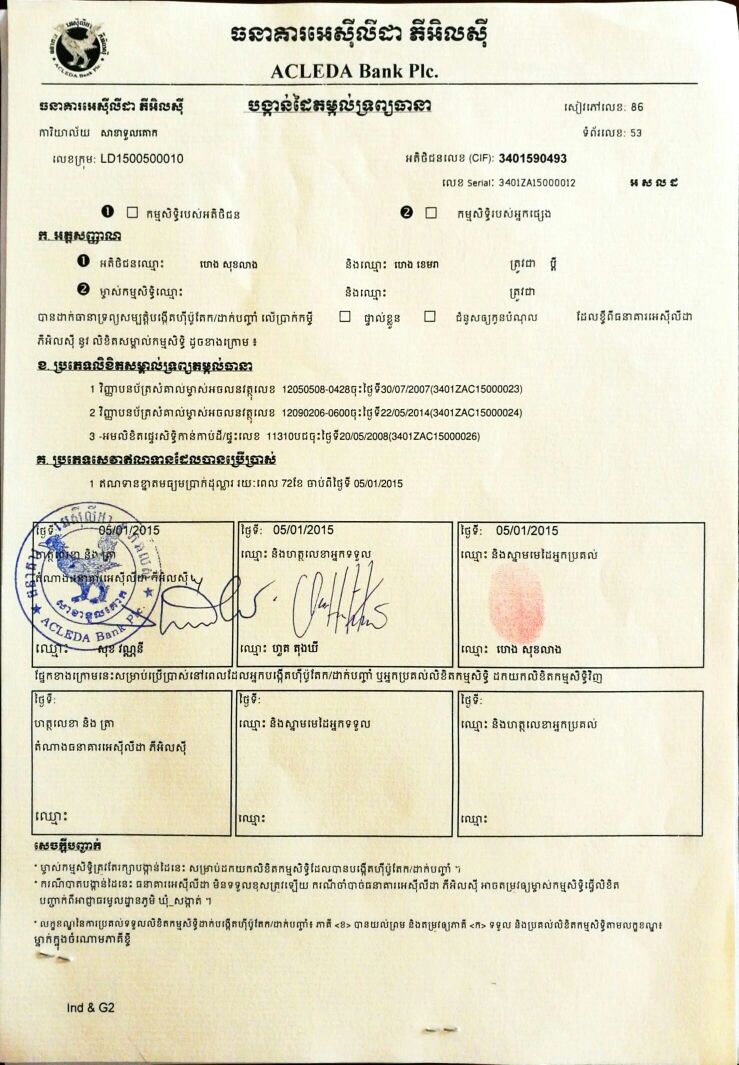 ធនាគារអេស៊ីលីដា ភីអិលស៊ី
ACLEDA Bank Plc.
ធនាគារអេស៊ីលីដា ភីអិលស៊ី
បង្កាន់ដៃតម្កល់ទ្រព្យធានា
សៀវភៅលេខ: 86
ការិយាល័យ សាខាទួលគោក
ទំព័រលេខ: 53
លេខក្រុម: LD1500500010
អតិថិជនលេខ (CIF): 3401590493
លេខ Serial: 3401ZA15000012
អ ស ល ដ
❶ ☐ កម្មសិទ្ធិរបស់អតិថិជន
❷ ☐ កម្មសិទ្ធិរបស់អ្នកផ្សេង
ក. អត្តសញ្ញាណ
❶ អតិថិជនឈ្មោះ ហេង សុខលាង និងឈ្មោះ ហេង ខេមរា ត្រូវជា ប្តី
❷ ម្ចាស់កម្មសិទ្ធិឈ្មោះ និងឈ្មោះ ត្រូវជា
បានដាក់ធានាទ្រព្យសម្បត្តិបង្កើតហ៊ីប៉ូតែក/ដាក់បញ្ចាំ លើប្រាក់កម្ចី ☐ ផ្ទាល់ខ្លួន ☐ ជំនួសឲ្យកូនបំណុល ដែលខ្ចីពីធនាគារអេស៊ីលីដា
ភីអិលស៊ី នូវ លិខិតសម្គាល់កម្មសិទ្ធិ ដូចខាងក្រោម ៖
ខ. ប្រភេទលិខិតសម្គាល់ទ្រព្យតម្កល់ធានា
1 វិញ្ញាបនប័ត្រសំគាល់ម្ចាស់អចលនវត្ថុលេខ 12050508-0428ចុះថ្ងៃទី30/07/2007(3401ZAC15000023)
2 វិញ្ញាបនប័ត្រសំគាល់ម្ចាស់អចលនវត្ថុលេខ 12090206-0600ចុះថ្ងៃទី22/05/2014(3401ZAC15000024)
3 -អមលិខិតផ្ទេរសិទ្ធិកាន់កាប់ដី/ផ្ទះលេខ 11310បដចុះថ្ងៃទី20/05/2008(3401ZAC15000026)
គ. ប្រភេទសេវាឥណទានដែលបានប្រើប្រាស់
1 ឥណទានខ្នាតមធ្យមប្រាក់ដុល្លារ រយៈពេល 72ខែ ចាប់ពីថ្ងៃទី 05/01/2015
ថ្ងៃទី: 05/01/2015
ហត្ថលេខា និង ត្រា
តំណាងធនាគារអេស៊ីលីដា ភីអិលស៊ី
ធនាគារអេស៊ីលីដា ភីអិលស៊ី
សាខាទួលគោក
ACLEDA Bank Plc.
ឈ្មោះ: សុខ វណ្ណនី
ថ្ងៃទី: 05/01/2015
ឈ្មោះ និងហត្ថលេខាអ្នកទទួល
ឈ្មោះ: ហួត តុងឃី
ថ្ងៃទី: 05/01/2015
ឈ្មោះ និងស្នាមមេដៃអ្នកប្រគល់
ឈ្មោះ: ហេង សុខលាង
ផ្នែកខាងក្រោមនេះសម្រាប់ប្រើប្រាស់នៅពេលដែលអ្នកបង្កើតហ៊ីប៉ូតែក/ដាក់បញ្ចាំ ឬអ្នកប្រគល់លិខិតកម្មសិទ្ធិ ដកយកលិខិតកម្មសិទ្ធិវិញ
ថ្ងៃទី:
ហត្ថលេខា និង ត្រា
តំណាងធនាគារអេស៊ីលីដា ភីអិលស៊ី
ឈ្មោះ:
ថ្ងៃទី:
ឈ្មោះ និងស្នាមមេដៃអ្នកទទួល
ឈ្មោះ:
ថ្ងៃទី:
ឈ្មោះ និងហត្ថលេខាអ្នកប្រគល់
ឈ្មោះ:
សេចក្តីបញ្ជាក់
* ម្ចាស់កម្មសិទ្ធិត្រូវតែរក្សាបង្កាន់ដៃនេះ សម្រាប់ដកយកលិខិតកម្មសិទ្ធិដែលបានបង្កើតហ៊ីប៉ូតែក/ដាក់បញ្ចាំ ។
* ករណីបាត់បង្កាន់ដៃនេះ ធនាគារអេស៊ីលីដា មិនទទួលខុសត្រូវឡើយ ករណីចាំបាច់ធនាគារអេស៊ីលីដា ភីអិលស៊ី អាចតម្រូវឲ្យម្ចាស់កម្មសិទ្ធិធ្វើលិខិត
បញ្ជាក់ពីអាជ្ញាធរមូលដ្ឋានភូមិ ឃុំ_សង្កាត់ ។
* លក្ខខណ្ឌនៃការប្រគល់ទទួលលិខិតកម្មសិទ្ធិដាក់បង្កើតហ៊ីប៉ូតែក/ដាក់បញ្ចាំ៖ ភាគី <ខ> បានយល់ព្រម និងតម្រូវឲ្យភាគី <ក> ទទួល និងប្រគល់លិខិតកម្មសិទ្ធិតាមលក្ខខណ្ឌ៖
ម្នាក់ក្នុងចំណោមភាគីខ្ចី
Ind & G2